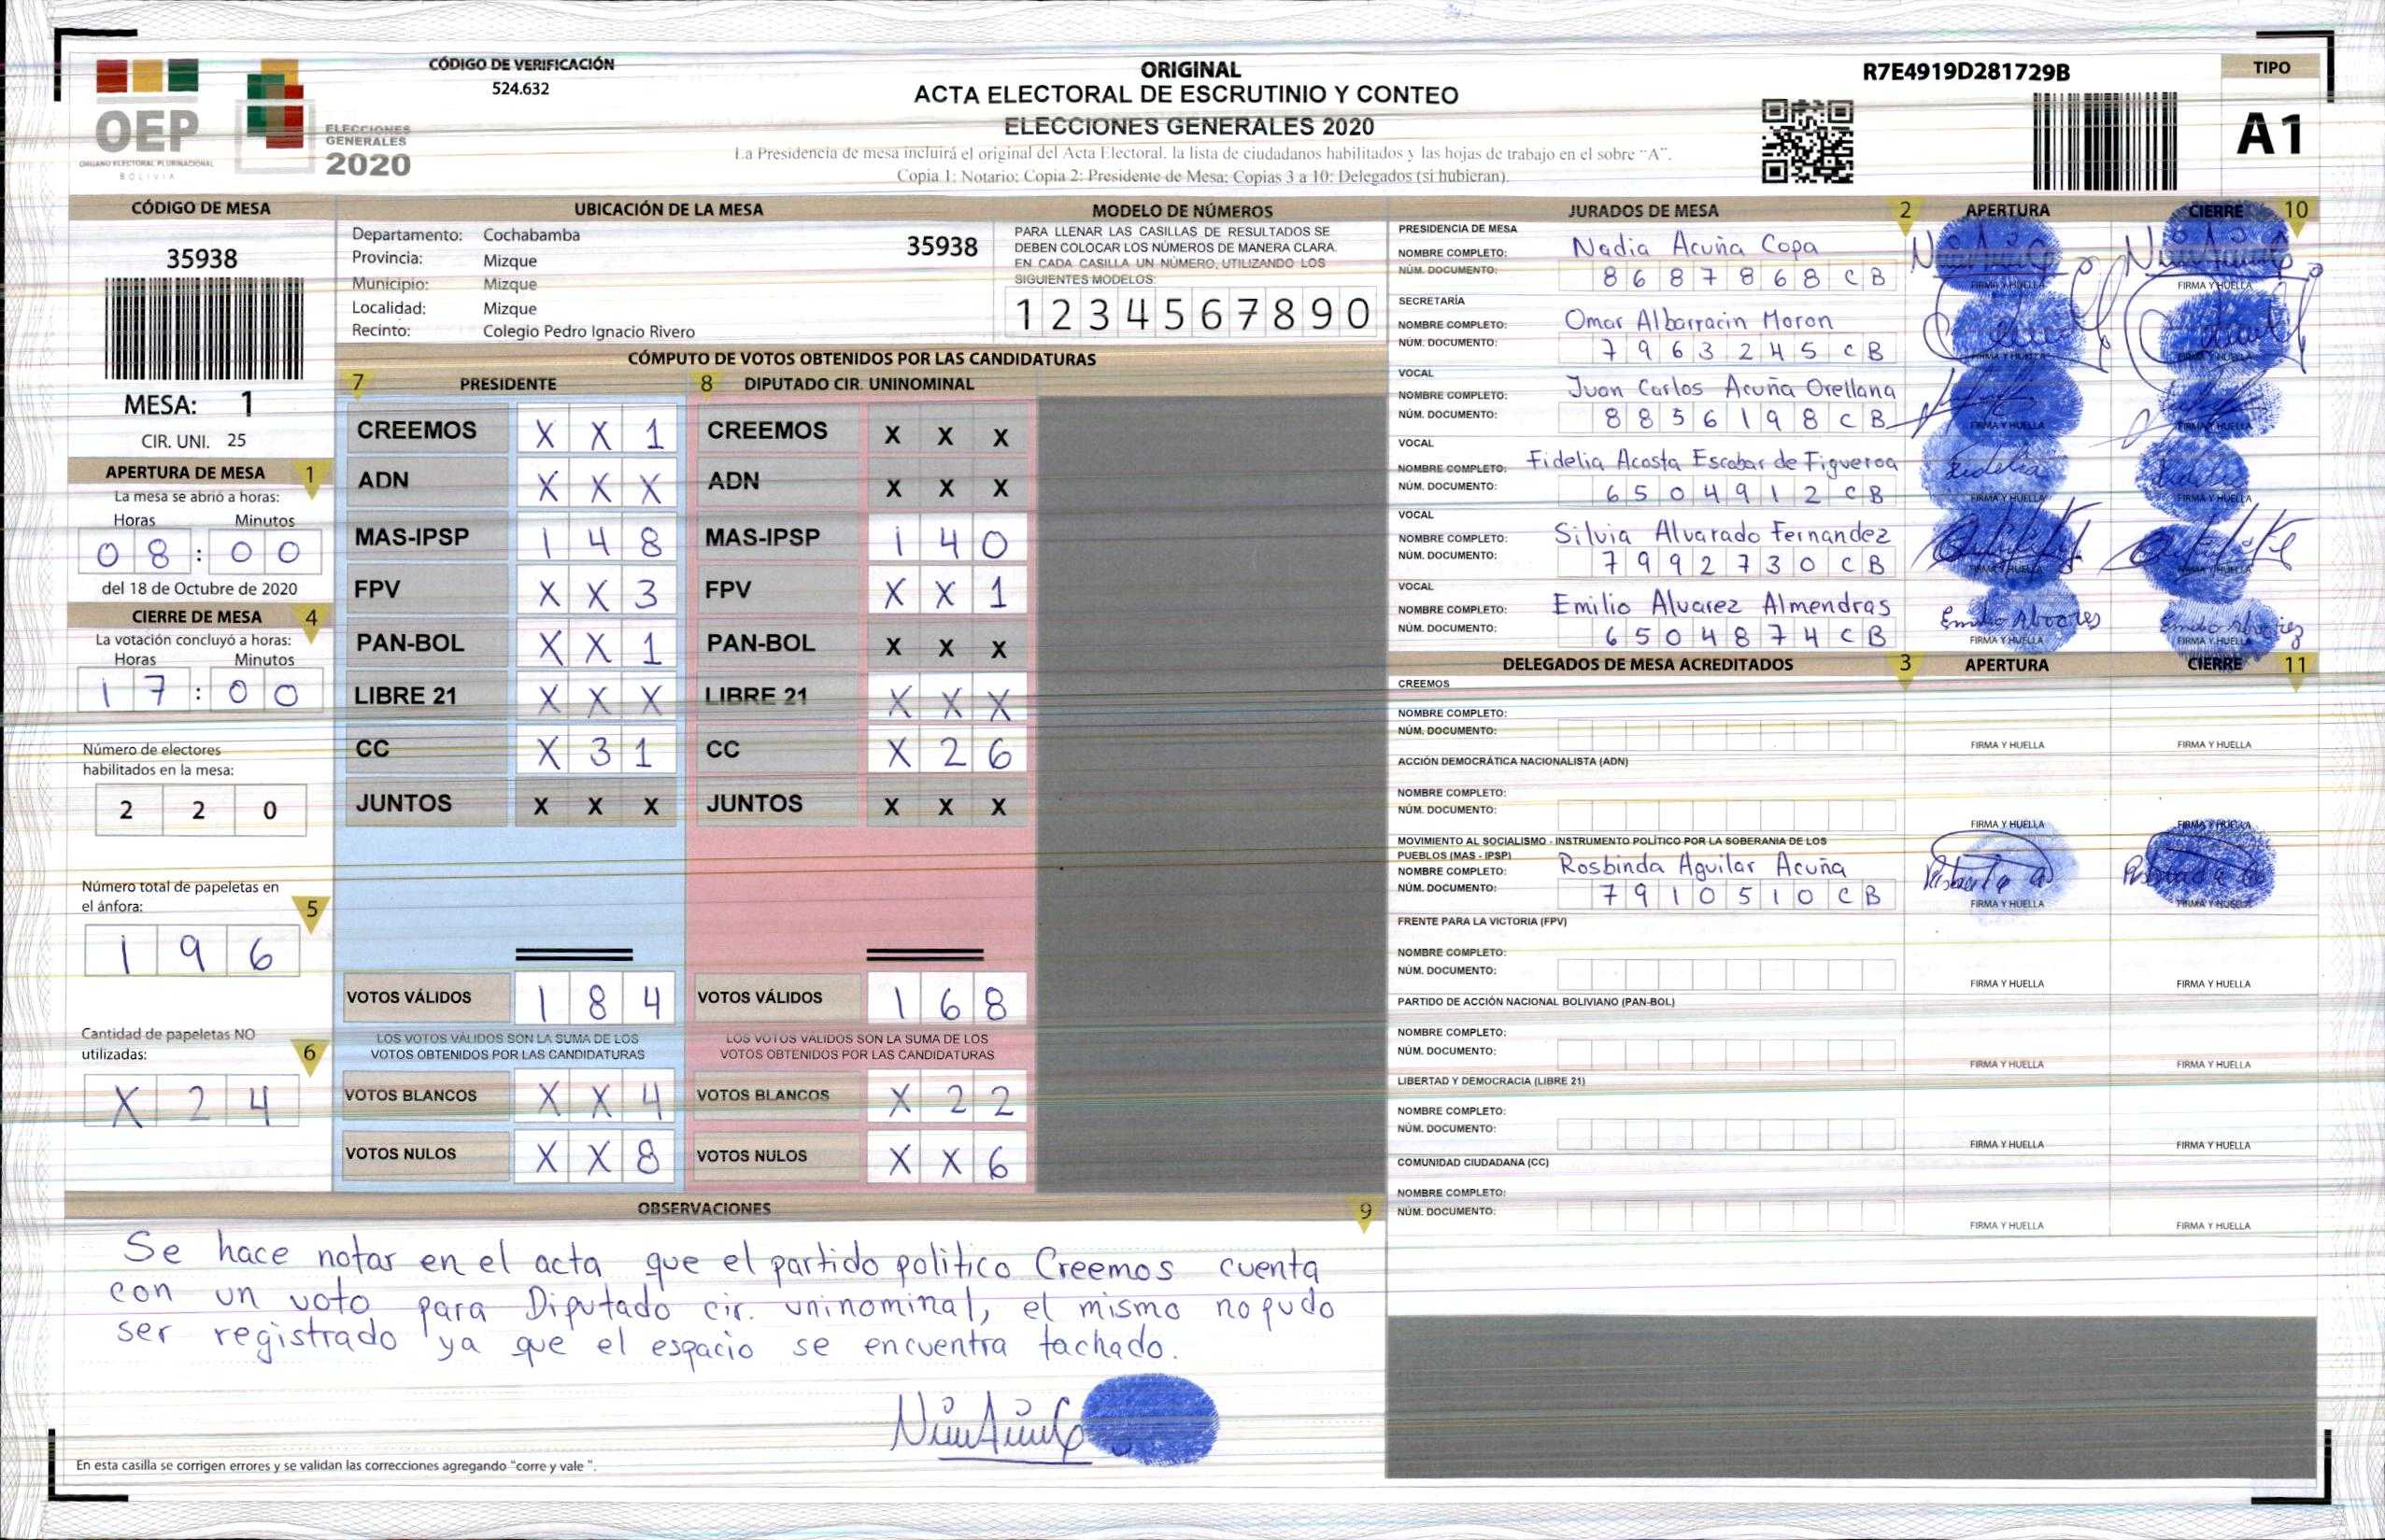 CÓDIGO DE VERIFICACIÓN
524.632
OEP
ÓRGANO ELECTORAL PLURINACIONAL
BOLIVIA
ELECCIONES
GENERALES
2020
ORIGINAL
ACTA ELECTORAL DE ESCRUTINIO Y CONTEO
ELECCIONES GENERALES 2020
La Presidencia de mesa incluirá el original del Acta Electoral, la lista de ciudadanos habilitados y las hojas de trabajo en el sobre "A".
Copia 1: Notario; Copia 2: Presidente de Mesa; Copias 3 a 10: Delegados (si hubieran).
R7E4919D281729B
TIPO
A1
CÓDIGO DE MESA
35938
MESA: 1
CIR. UNI. 25
UBICACIÓN DE LA MESA
Departamento: Cochabamba
35938
Provincia: Mizque
Municipio: Mizque
Localidad: Mizque
Recinto: Colegio Pedro Ignacio Rivero
MODELO DE NÚMEROS
PARA LLENAR LAS CASILLAS DE RESULTADOS SE
DEBEN COLOCAR LOS NÚMEROS DE MANERA CLARA.
EN CADA CASILLA UN NÚMERO, UTILIZANDO LOS
SIGUIENTES MODELOS:
1 2 3 4 5 6 7 8 9 0
APERTURA DE MESA 1
La mesa se abrió a horas:
Horas Minutos
0 8 : 0 0
del 18 de Octubre de 2020
CIERRE DE MESA 4
La votación concluyó a horas:
Horas Minutos
1 7 : 0 0
Número de electores
habilitados en la mesa:
2 2 0
Número total de papeletas en
el ánfora: 5
1 9 6
Cantidad de papeletas NO
utilizadas: 6
X 2 4
CÓMPUTO DE VOTOS OBTENIDOS POR LAS CANDIDATURAS
7 PRESIDENTE 8 DIPUTADO CIR. UNINOMINAL
CREEMOS X X 1 CREEMOS X X X
ADN X X X ADN X X X
MAS-IPSP 1 4 8 MAS-IPSP 1 4 0
FPV X X 3 FPV X X 1
PAN-BOL X X 1 PAN-BOL X X X
LIBRE 21 X X X LIBRE 21 X X X
CC X 3 1 CC X 2 6
JUNTOS X X X JUNTOS X X X
VOTOS VÁLIDOS 1 8 4 VOTOS VÁLIDOS 1 6 8
LOS VOTOS VÁLIDOS SON LA SUMA DE LOS LOS VOTOS VÁLIDOS SON LA SUMA DE LOS
VOTOS OBTENIDOS POR LAS CANDIDATURAS VOTOS OBTENIDOS POR LAS CANDIDATURAS
VOTOS BLANCOS X X 4 VOTOS BLANCOS X 2 2
VOTOS NULOS X X 8 VOTOS NULOS X X 6
OBSERVACIONES 9
Se hace notar en el acta que el partido politico Creemos cuenta
con un voto para Diputado cir. uninominal, el mismo no pudo
ser registrado ya que el espacio se encuentra tachado.
En esta casilla se corrigen errores y se validan las correcciones agregando "corre y vale ".
JURADOS DE MESA 2 APERTURA CIERRE 10
PRESIDENCIA DE MESA
NOMBRE COMPLETO: Nadia Acuña Copa
NÚM. DOCUMENTO: 8 6 8 7 8 6 8 C B
FIRMA Y HUELLA FIRMA Y HUELLA
SECRETARÍA
NOMBRE COMPLETO: Omar Albarracin Moron
NÚM. DOCUMENTO: 7 9 6 3 2 4 5 C B
FIRMA Y HUELLA FIRMA Y HUELLA
VOCAL
NOMBRE COMPLETO: Juan Carlos Acuña Orellana
NÚM. DOCUMENTO: 8 8 5 6 1 9 8 C B
FIRMA Y HUELLA FIRMA Y HUELLA
VOCAL
NOMBRE COMPLETO: Fidelia Acosta Escobar de Figueroa
NÚM. DOCUMENTO: 6 5 0 4 9 1 2 C B
FIRMA Y HUELLA FIRMA Y HUELLA
VOCAL
NOMBRE COMPLETO: Silvia Alvarado Fernandez
NÚM. DOCUMENTO: 7 9 9 2 7 3 0 C B
FIRMA Y HUELLA FIRMA Y HUELLA
VOCAL
NOMBRE COMPLETO: Emilio Alvarez Almendras
NÚM. DOCUMENTO: 6 5 0 4 8 7 4 C B
FIRMA Y HUELLA FIRMA Y HUELLA
DELEGADOS DE MESA ACREDITADOS 3 APERTURA CIERRE 11
CREEMOS
NOMBRE COMPLETO:
NÚM. DOCUMENTO:
FIRMA Y HUELLA FIRMA Y HUELLA
ACCIÓN DEMOCRÁTICA NACIONALISTA (ADN)
NOMBRE COMPLETO:
NÚM. DOCUMENTO:
FIRMA Y HUELLA FIRMA Y HUELLA
MOVIMIENTO AL SOCIALISMO - INSTRUMENTO POLÍTICO POR LA SOBERANIA DE LOS
PUEBLOS (MAS - IPSP)
NOMBRE COMPLETO: Rosbinda Aguilar Acuña
NÚM. DOCUMENTO: 7 9 1 0 5 1 0 C B
FIRMA Y HUELLA FIRMA Y HUELLA
FRENTE PARA LA VICTORIA (FPV)
NOMBRE COMPLETO:
NÚM. DOCUMENTO:
FIRMA Y HUELLA FIRMA Y HUELLA
PARTIDO DE ACCIÓN NACIONAL BOLIVIANO (PAN-BOL)
NOMBRE COMPLETO:
NÚM. DOCUMENTO:
FIRMA Y HUELLA FIRMA Y HUELLA
LIBERTAD Y DEMOCRACIA (LIBRE 21)
NOMBRE COMPLETO:
NÚM. DOCUMENTO:
FIRMA Y HUELLA FIRMA Y HUELLA
COMUNIDAD CIUDADANA (CC)
NOMBRE COMPLETO:
NÚM. DOCUMENTO:
FIRMA Y HUELLA FIRMA Y HUELLA